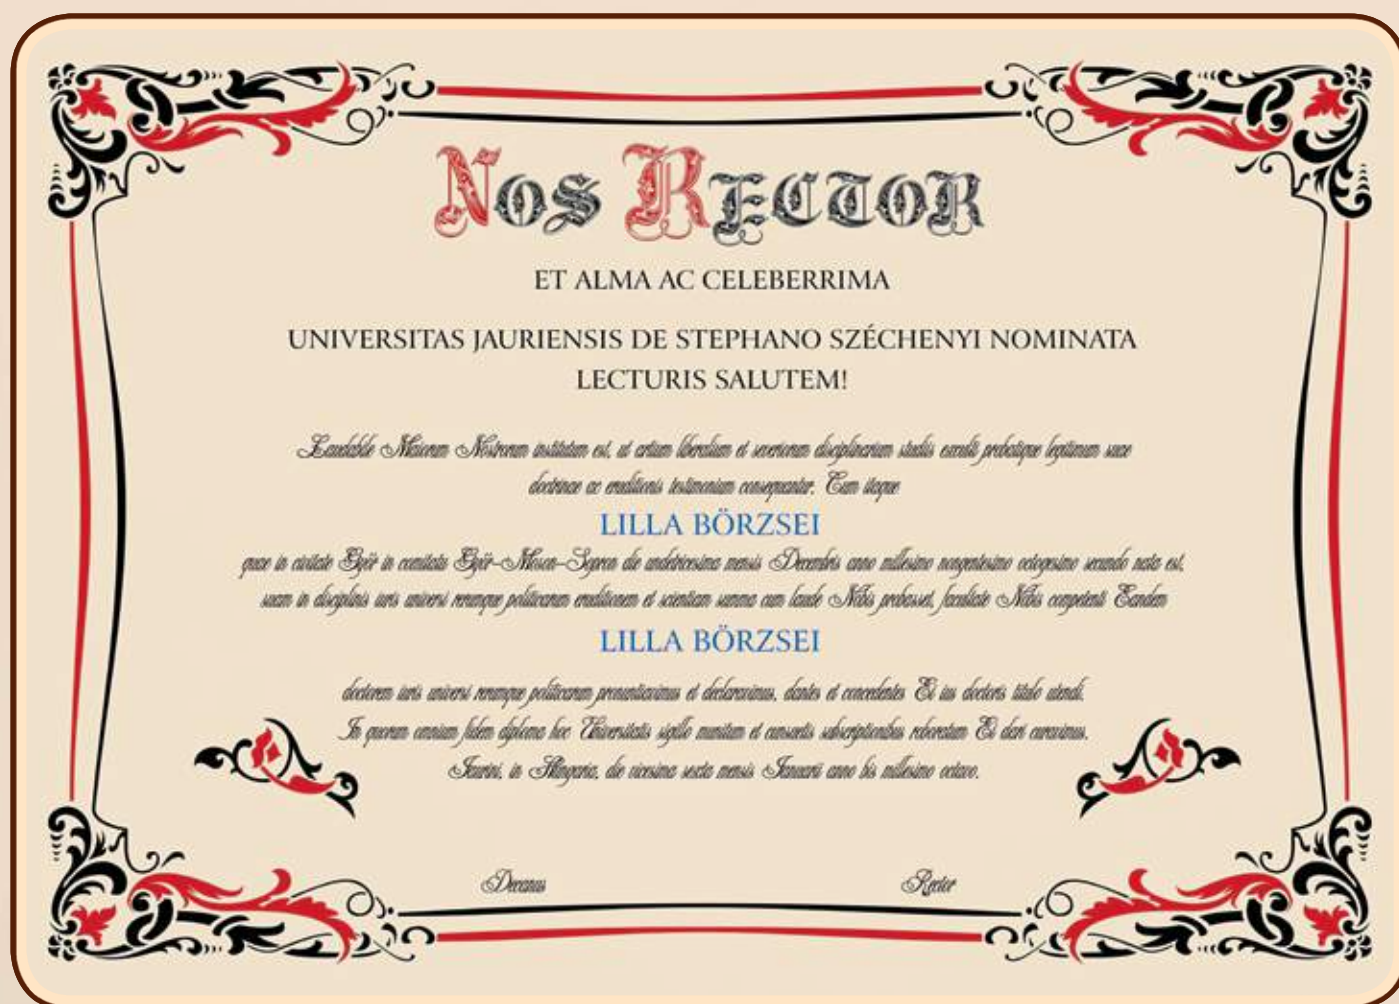 NOS RECTOR
ET ALMA AC CELEBERRIMA
UNIVERSITAS JAURIENSIS DE STEPHANO SZÉCHENYI NOMINATA
LECTURIS SALUTEM!
Laudabile Maiorum Nostrorum institutum est, ut artium liberalium et severiorum disciplinarum studiis exculti probatique legitimum suae
doctrinae ac eruditionis testimonium consequantur. Cum itaque
LILLA BÖRZSEI
quae in civitate Győr in comitatu Győr-Moson-Sopron die undetricesima mensis Decembris anno millesimo nongentesimo octogesimo secundo nata est,
suam in disciplinis iuris universi rerumque politicarum eruditionem et scientiam summa cum laude Nobis probasset, facultate Nobis competenti Eandem
LILLA BÖRZSEI
doctorem iuris universi rerumque politicarum pronuntiavimus et declaravimus, dantes et concedentes Ei ius doctoris titulo utendi.
In quorum omnium fidem diploma hoc Universitatis sigillo munitum et consuetis subscriptionibus roboratum Ei dari curavimus.
Iaurini, in Hungaria, die vicesima sexta mensis Ianuarii anno bis millesimo octavo.
Decanus
Rector